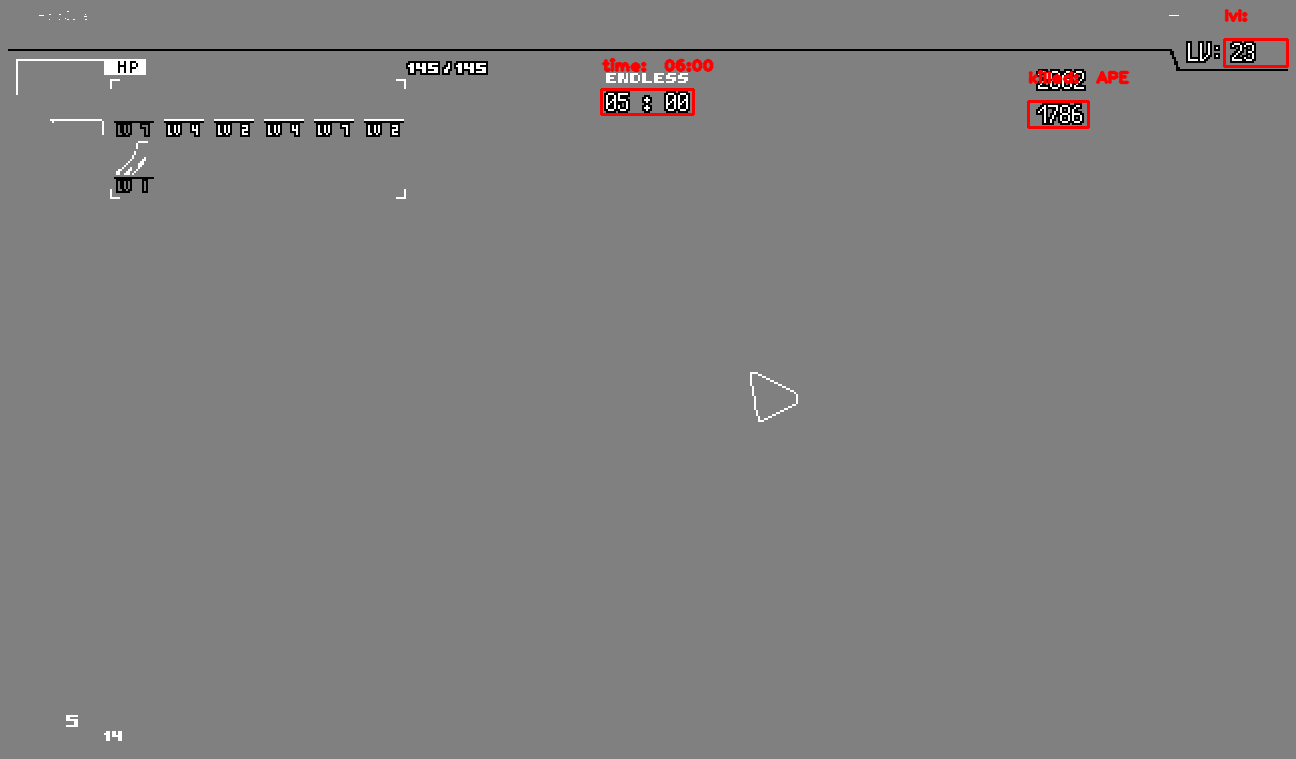 lvl:
LV: 23
HP 145/145
time: 06:00
ENDLESS
killed: APE
05 : 00
1786
LV 7 LV 4 LV 2 LV 4 LV 7 LV 2
LV 1
5
14